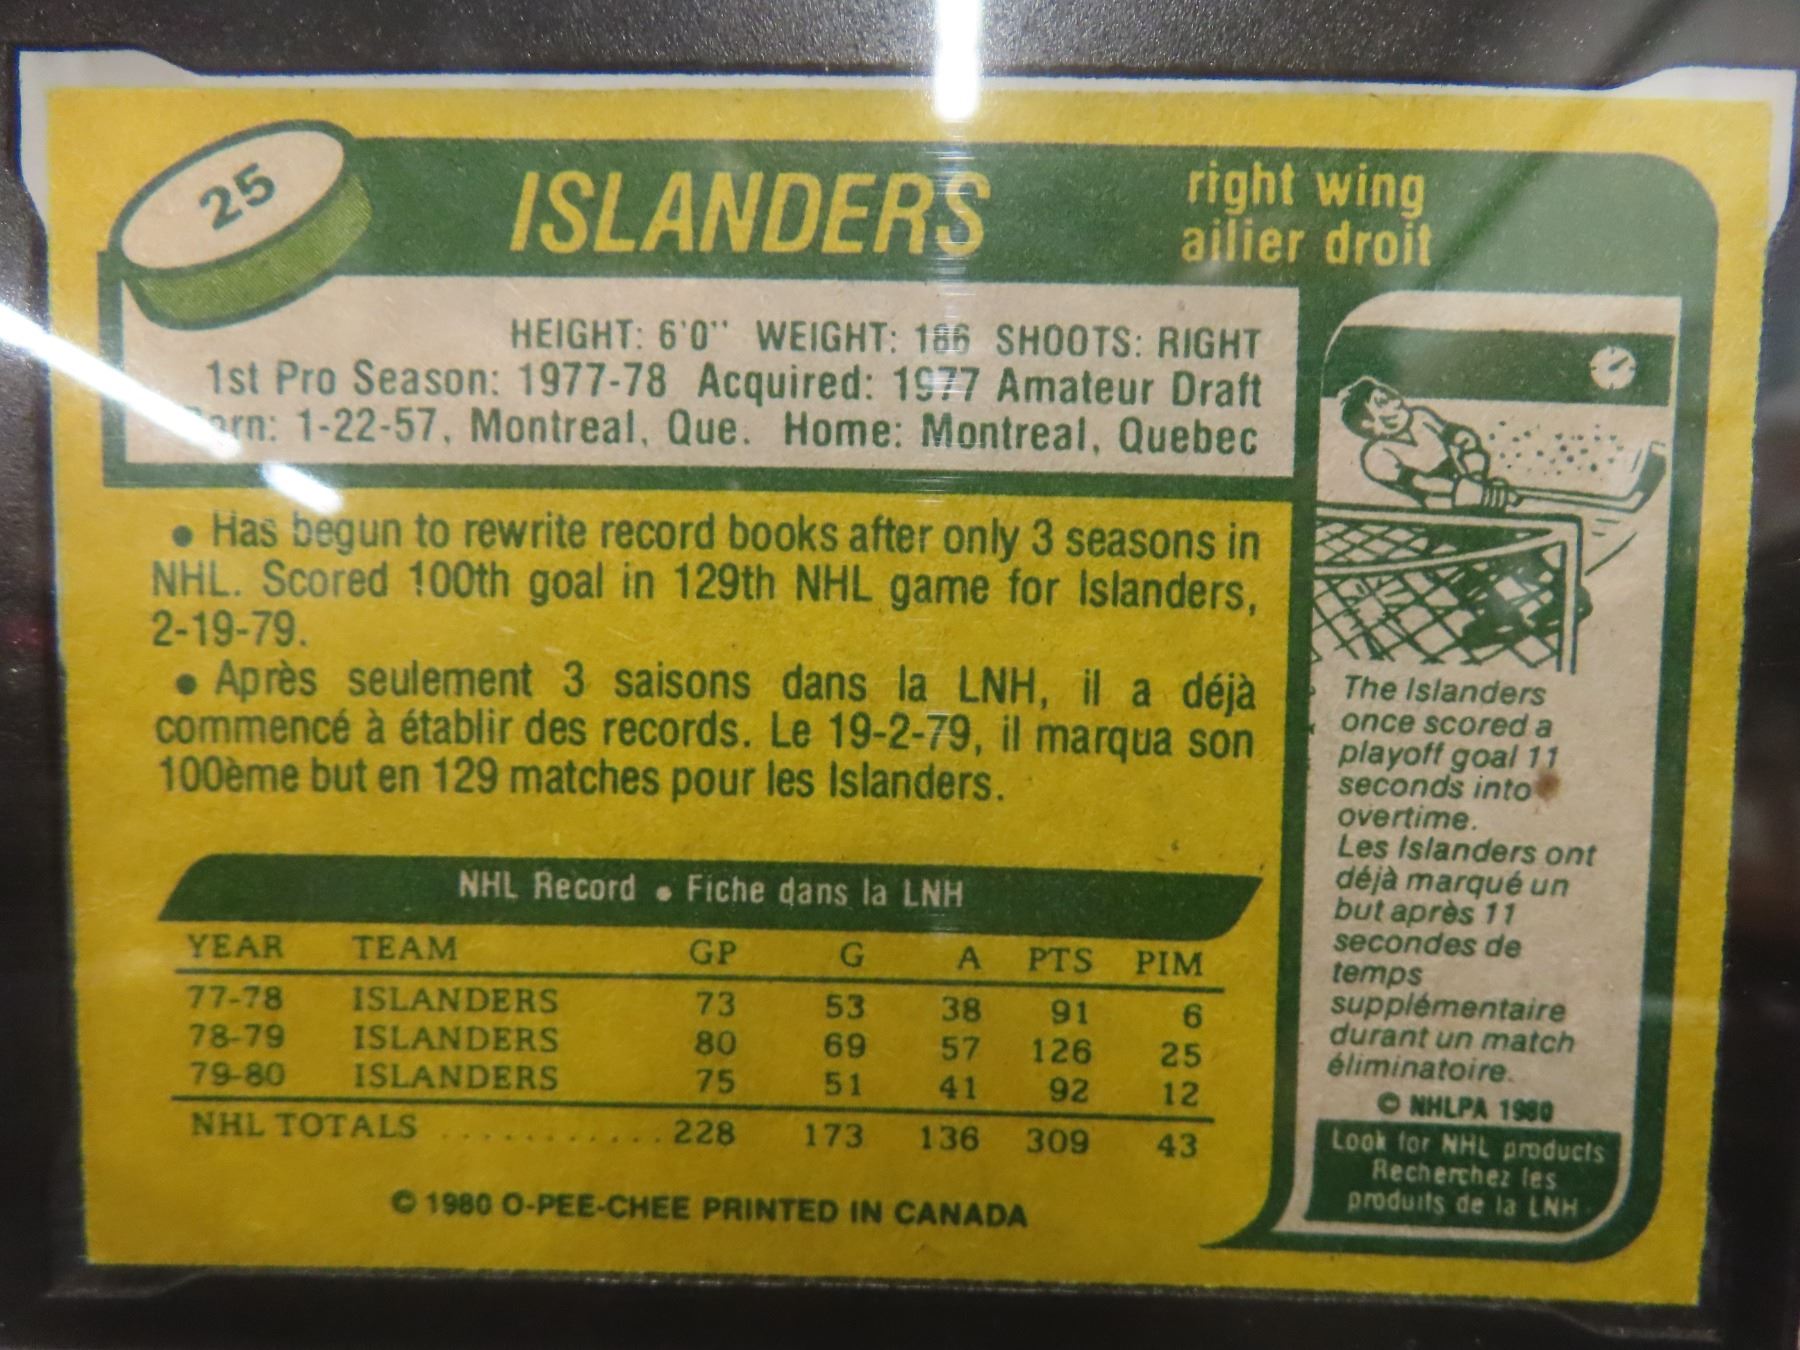 25
ISLANDERS
right wing
ailier droit
HEIGHT: 6'0" WEIGHT: 186 SHOOTS: RIGHT
1st Pro Season: 1977-78 Acquired: 1977 Amateur Draft
Born: 1-22-57, Montreal, Que. Home: Montreal, Quebec
• Has begun to rewrite record books after only 3 seasons in
NHL. Scored 100th goal in 129th NHL game for Islanders,
2-19-79.
• Après seulement 3 saisons dans la LNH, il a déjà
commencé à établir des records. Le 19-2-79, il marqua son
100ème but en 129 matches pour les Islanders.
NHL Record • Fiche dans la LNH
YEAR TEAM GP G A PTS PIM
77-78 ISLANDERS 73 53 38 91 6
78-79 ISLANDERS 80 69 57 126 25
79-80 ISLANDERS 75 51 41 92 12
NHL TOTALS ............ 228 173 136 309 43
© 1980 O-PEE-CHEE PRINTED IN CANADA
The Islanders
once scored a
playoff goal 11
seconds into
overtime.
Les Islanders ont
déjà marqué un
but après 11
secondes de
temps
supplémentaire
durant un match
éliminatoire.
© NHLPA 1980
Look for NHL products
Recherchez les
produits de la LNH